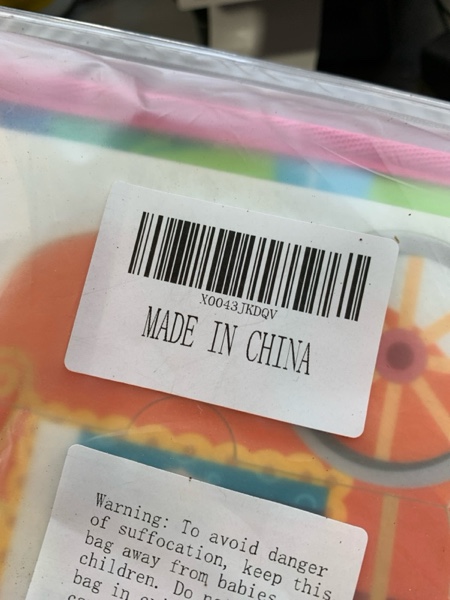 X0043JKDQV
MADE IN CHINA
Warning: To avoid danger
of suffocation, keep this
bag away from babies
children. Do
bag in